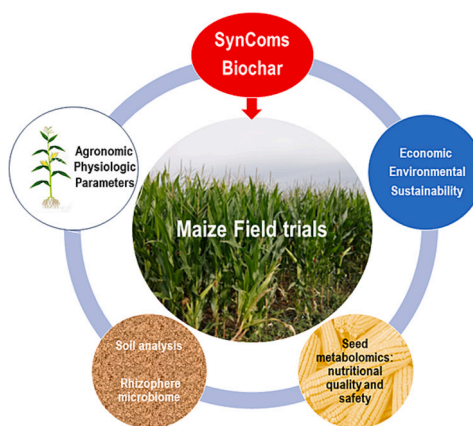 SynComs
Biochar
Agronomic
Physiologic
Parameters
Economic
Environmental
Sustainability
Maize Field trials
Soil analysis
Rhizophere
microbiome
Seed
metabolomics:
nutritional
quality and
safety